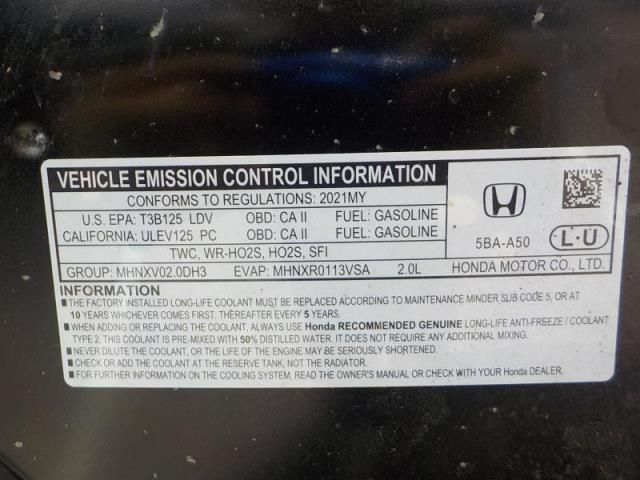 VEHICLE EMISSION CONTROL INFORMATION
CONFORMS TO REGULATIONS: 2021MY
U.S. EPA: T3B125 LDV OBD: CA II FUEL: GASOLINE
CALIFORNIA: ULEV125 PC OBD: CA II FUEL: GASOLINE
TWC, WR-HO2S, HO2S, SFI
GROUP: MHNXV02.0DH3 EVAP: MHNXR0113VSA 2.0L
5BA-A50
L·U
HONDA MOTOR CO., LTD.
INFORMATION
■ THE FACTORY INSTALLED LONG-LIFE COOLANT MUST BE REPLACED ACCORDING TO MAINTENANCE MINDER SUB CODE 5, OR AT
10 YEARS WHICHEVER COMES FIRST. THEREAFTER EVERY 5 YEARS.
■ WHEN ADDING OR REPLACING THE COOLANT, ALWAYS USE Honda RECOMMENDED GENUINE LONG-LIFE ANTI-FREEZE / COOLANT
TYPE 2. THIS COOLANT IS PRE-MIXED WITH 50% DISTILLED WATER. IT DOES NOT REQUIRE ANY ADDITIONAL MIXING.
■ NEVER DILUTE THE COOLANT, OR THE LIFE OF THE ENGINE MAY BE SERIOUSLY SHORTENED.
■ CHECK OR ADD COOLANT AT THE RESERVE TANK, NOT THE RADIATOR.
■ FOR FURTHER INFORMATION ON THE COOLING SYSTEM, READ THE OWNER'S MANUAL OR CHECK WITH YOUR Honda DEALER.